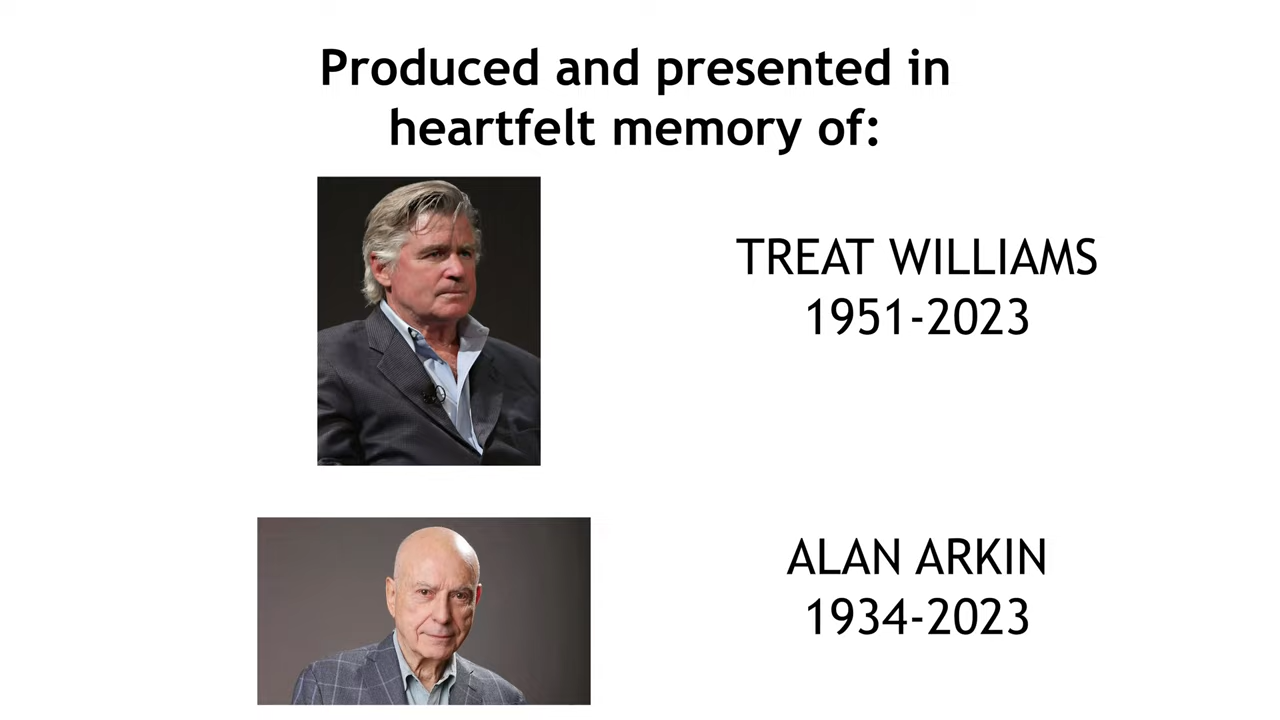 Produced and presented in
heartfelt memory of:
TREAT WILLIAMS
1951-2023
ALAN ARKIN
1934-2023